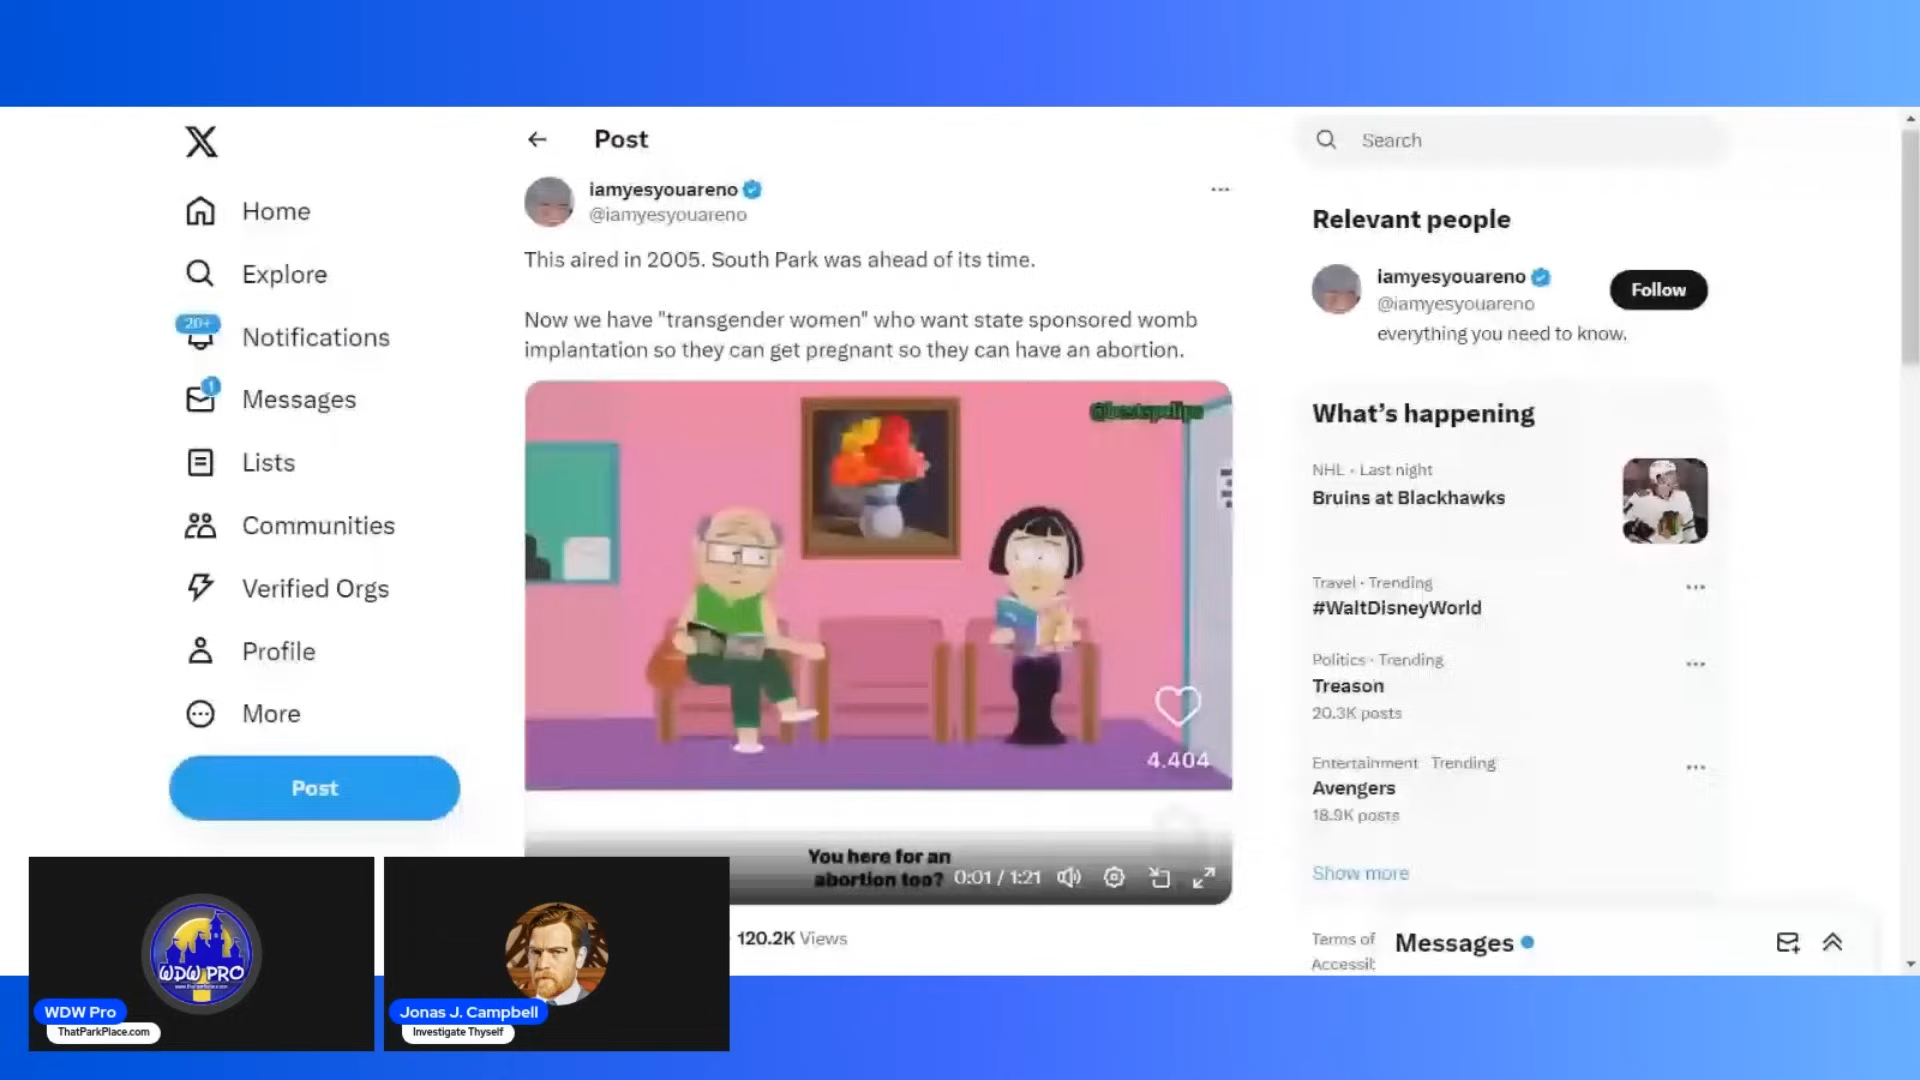 Post
Search
Home
Explore
20+
Notifications
1
Messages
Lists
Communities
Verified Orgs
Profile
More
Post
iamyesyouareno
@iamyesyouareno
This aired in 2005. South Park was ahead of its time.
Now we have "transgender women" who want state sponsored womb
implantation so they can get pregnant so they can have an abortion.
4.404
You here for an
abortion too?
0:01 / 1:21
120.2K Views
Relevant people
iamyesyouareno
@iamyesyouareno
Follow
everything you need to know.
What's happening
NHL · Last night
Bruins at Blackhawks
Travel · Trending
#WaltDisneyWorld
Politics · Trending
Treason
20.3K posts
Entertainment Trending
Avengers
18.9K posts
Show more
Terms of
Messages
WDW PRO
WDW Pro
ThatParkPlace.com
Jonas J. Campbell
Investigate Thyself